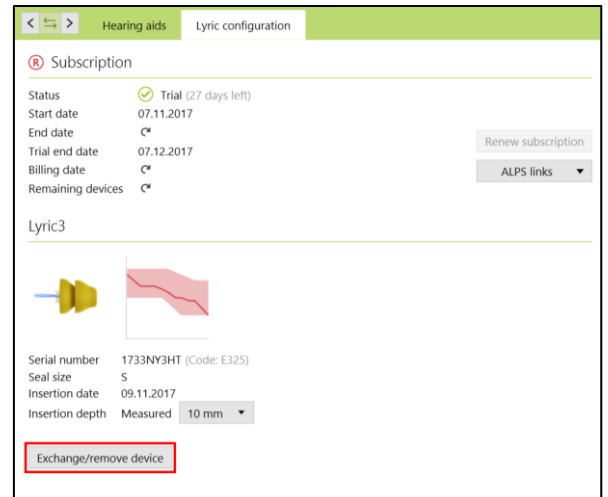 Hearing aids Lyric configuration
R Subscription
Status Trial (27 days left)
Start date 07.11.2017
End date
Trial end date 07.12.2017
Renew subscription
Billing date
ALPS links
Remaining devices
Lyric3
Serial number 1733NY3HT (Code: E325)
Seal size S
Insertion date 09.11.2017
Insertion depth Measured 10 mm
Exchange/remove device